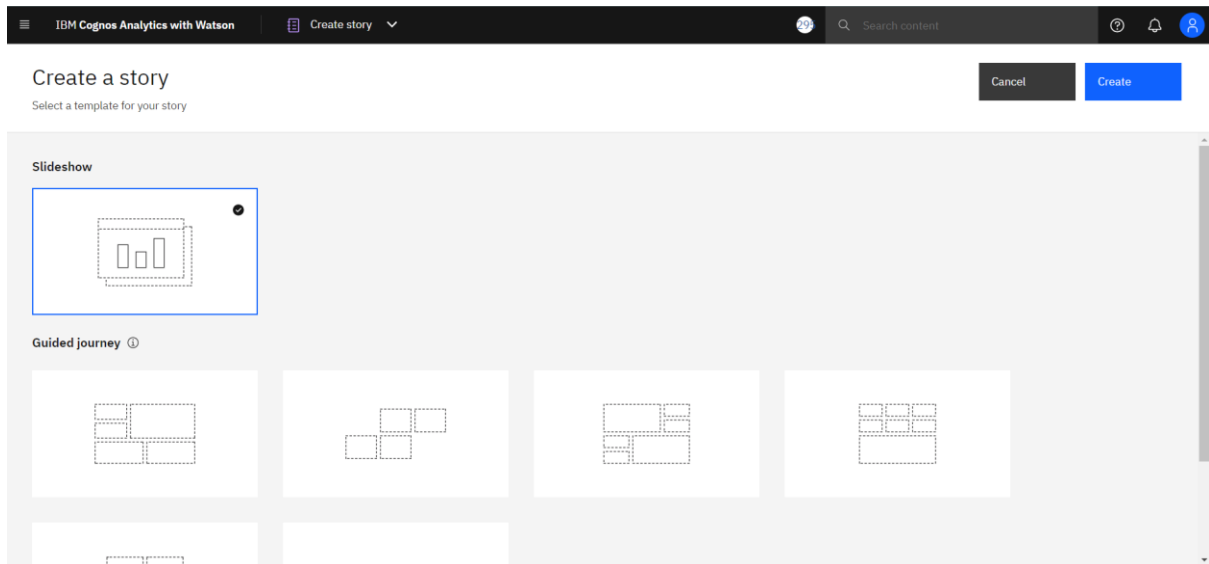 IBM Cognos Analytics with Watson
Create story
Search content
Create a story
Select a template for your story
Cancel
Create
Slideshow
Guided journey